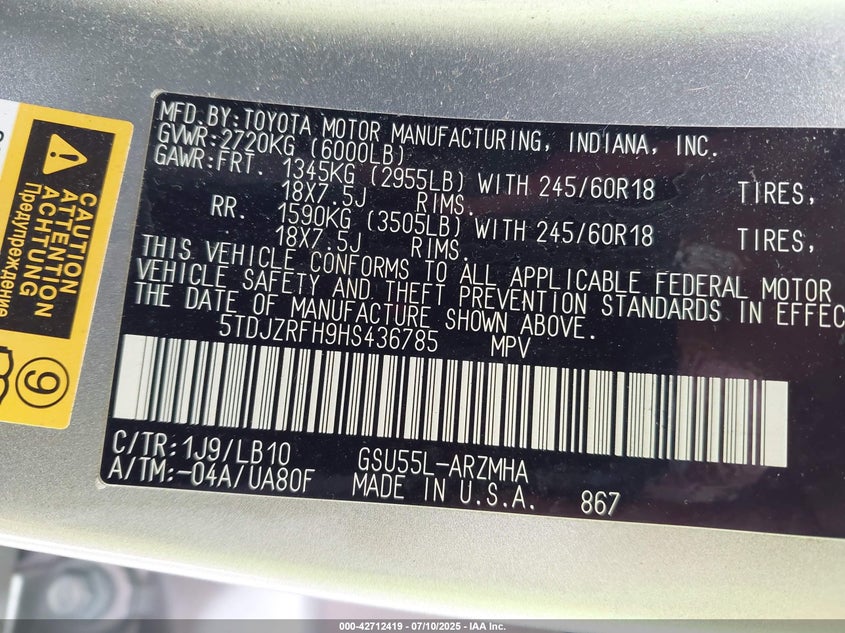 MFD.BY:TOYOTA MOTOR MANUFACTURING, INDIANA, INC.
GVWR:2720KG (6000LB)
GAWR:FRT. 1345KG (2955LB) WITH 245/60R18 TIRES,
18X7.5J RIMS.
RR. 1590KG (3505LB) WITH 245/60R18 TIRES,
18X7.5J RIMS.
THIS VEHICLE CONFORMS TO ALL APPLICABLE FEDERAL MOTOR
VEHICLE SAFETY AND THEFT PREVENTION STANDARDS IN EFFEC
THE DATE OF MANUFACTURE SHOWN ABOVE.
5TDJZRFH9HS436785 MPV
C/TR:1J9/LB10 GSU55L-ARZMHA
A/TM:-04A/UA80F MADE IN U.S.A. 867
CAUTION
ATTENTION
ACHTUNG
Предупреждение
9
000-42712419 - 07/10/2025 - IAA Inc.